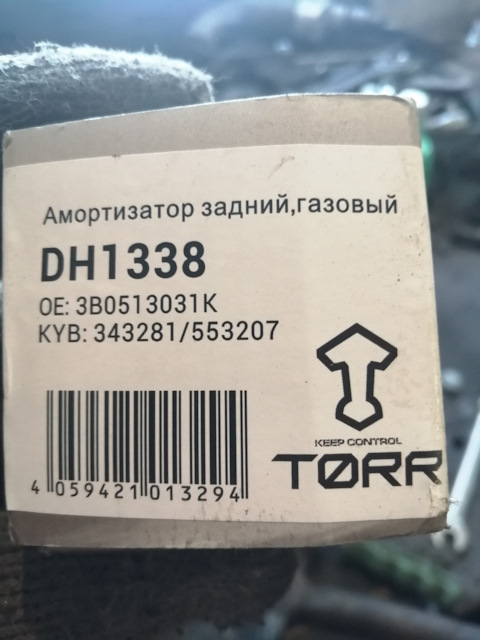 Амортизатор задний,газовый
DH1338
OE: 3B0513031K
KYB: 343281/553207
KEEP CONTROL
TØRR
4 059421 013294